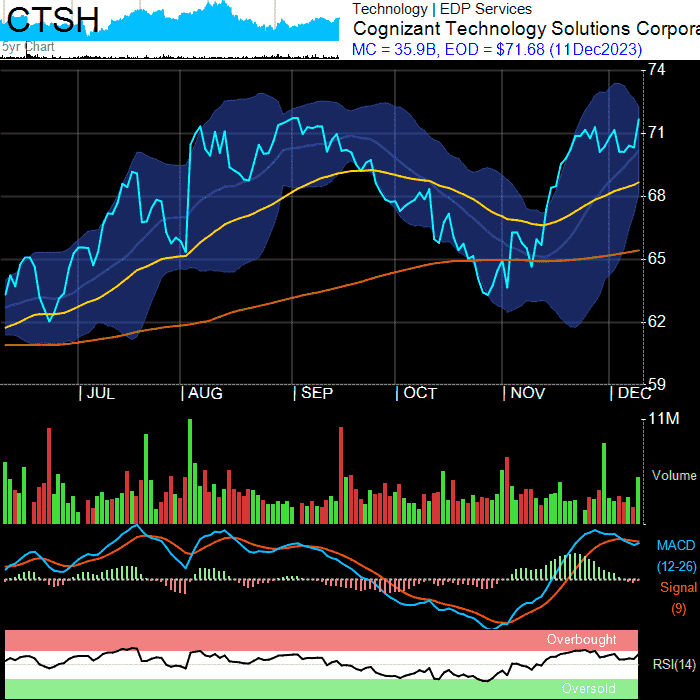 CTSH
5yr Chart
Technology | EDP Services
Cognizant Technology Solutions Corpora
MC = 35.9B, EOD = $71.68 (11Dec2023)
74
71
68
65
62
59
| JUL | AUG | SEP | OCT | NOV | DEC
11M
Volume
MACD
(12-26)
Signal
(9)
Overbought
RSI(14)
Oversold